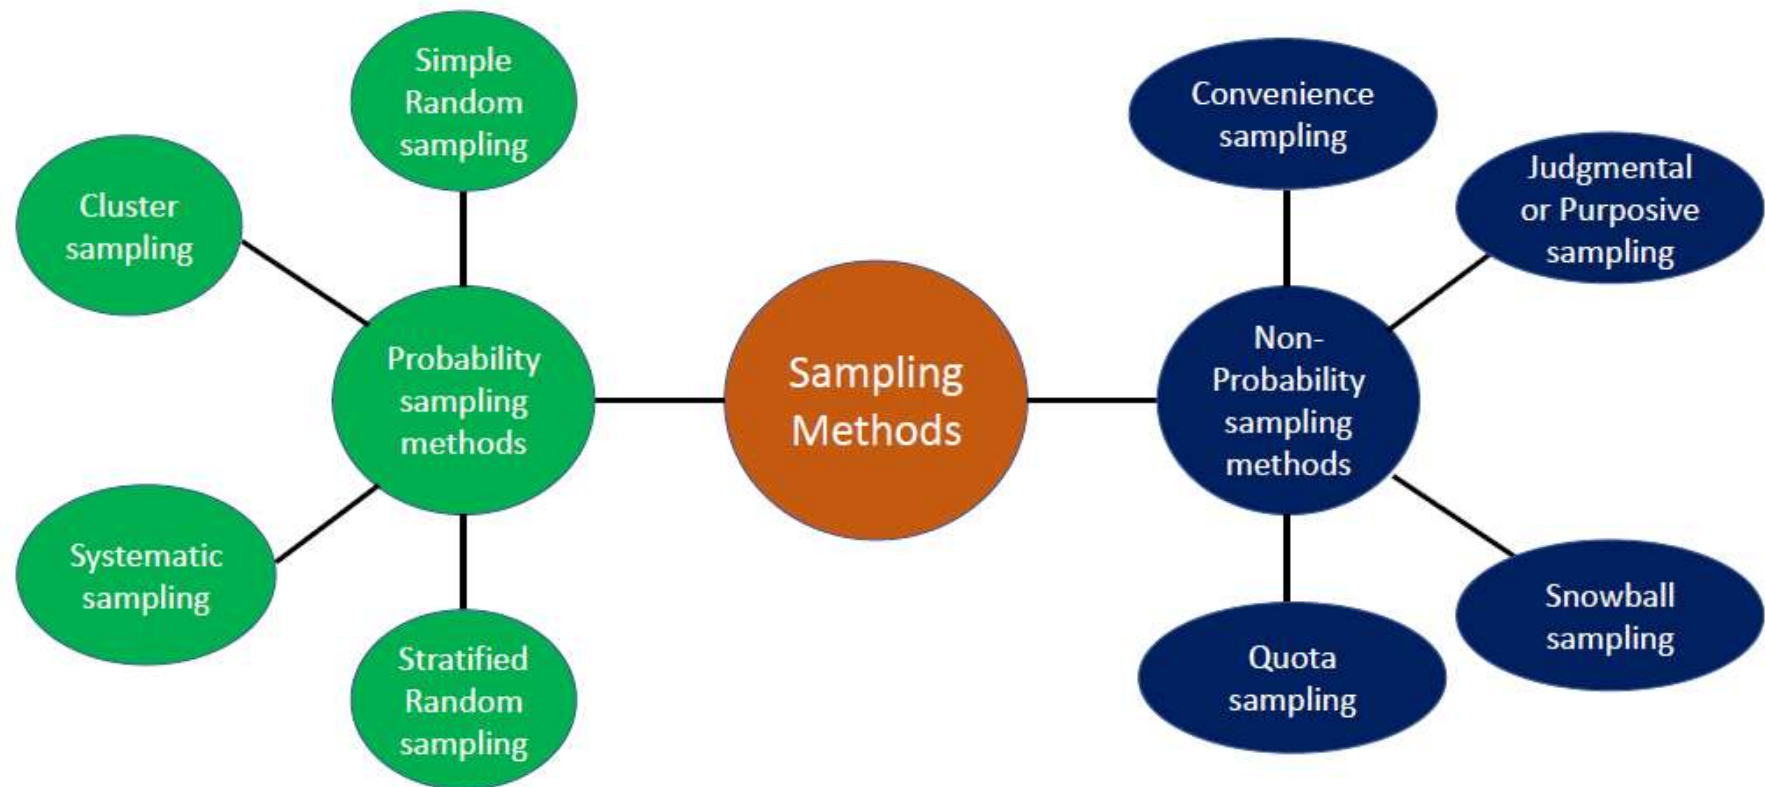 Simple
Random
sampling
Cluster
sampling
Probability
sampling
methods
Systematic
sampling
Stratified
Random
sampling
Sampling
Methods
Convenience
sampling
Judgmental
or Purposive
sampling
Non-
Probability
sampling
methods
Snowball
sampling
Quota
sampling